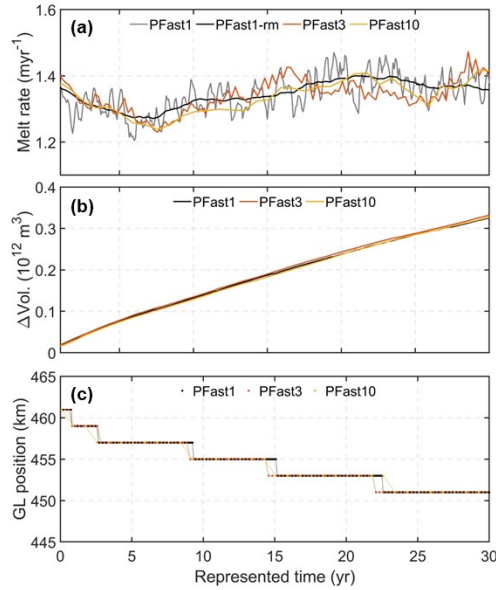 (a) PFast1 PFast1-rm PFast3 PFast10
Melt rate (myr⁻¹)
1.6
1.4
1.2
(b) PFast1 PFast3 PFast10
ΔVol. (10¹² m³)
0.4
0.3
0.2
0.1
0
(c) PFast1 PFast3 PFast10
GL position (km)
465
460
455
450
445
0 5 10 15 20 25 30
Represented time (yr)